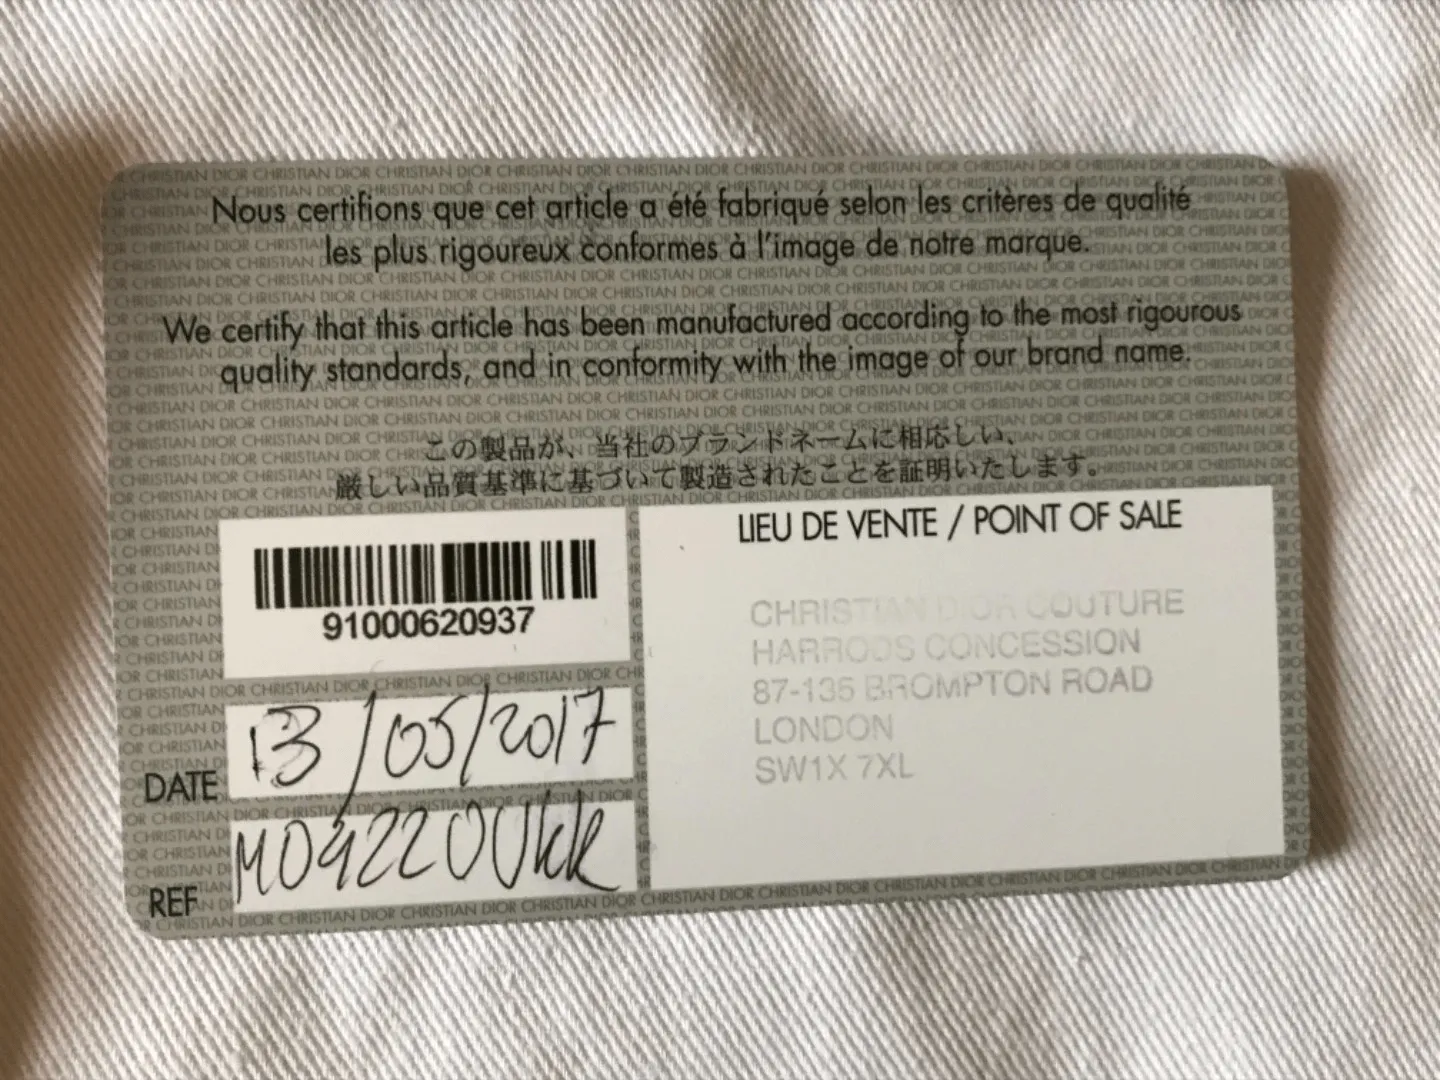 Nous certifions que cet article a été fabriqué selon les critères de qualité
les plus rigoureux conformes à l'image de notre marque.
We certify that this article has been manufactured according to the most rigourous
quality standards, and in conformity with the image of our brand name.
この製品が、当社のブランドネームに相応しい、
厳しい品質基準に基づいて製造されたことを証明いたします。
91000620937
DATE 13/05/2017
REF M0422OVKK
LIEU DE VENTE / POINT OF SALE
CHRISTIAN DIOR COUTURE
HARRODS CONCESSION
87-135 BROMPTON ROAD
LONDON
SW1X 7XL